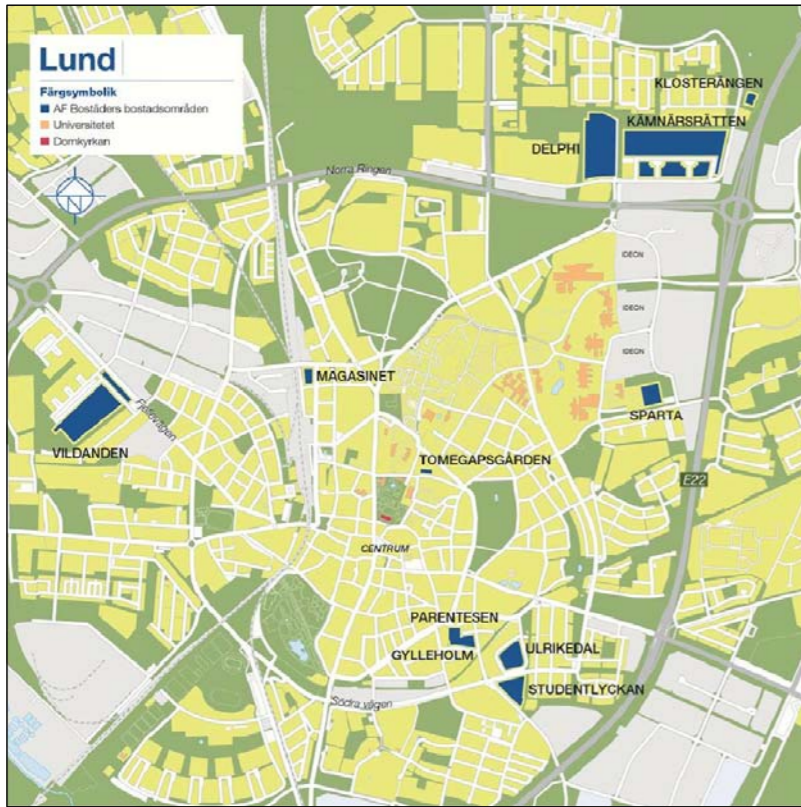 Lund
Färgsymbolik
AF Bostäders bostadsområden
Universitetet
Domkyrkan
N
KLOSTERÄNGEN
KÄMNÄRSRÄTTEN
DELPHI
Norra Ringen
IDEON
IDEON
IDEON
MAGASINET
SPARTA
Fjelievägen
VILDANDEN
TOMEGAPSGÅRDEN
E22
CENTRUM
PARENTESEN
GYLLEHOLM
ULRIKEDAL
STUDENTLYCKAN
Södra vägen